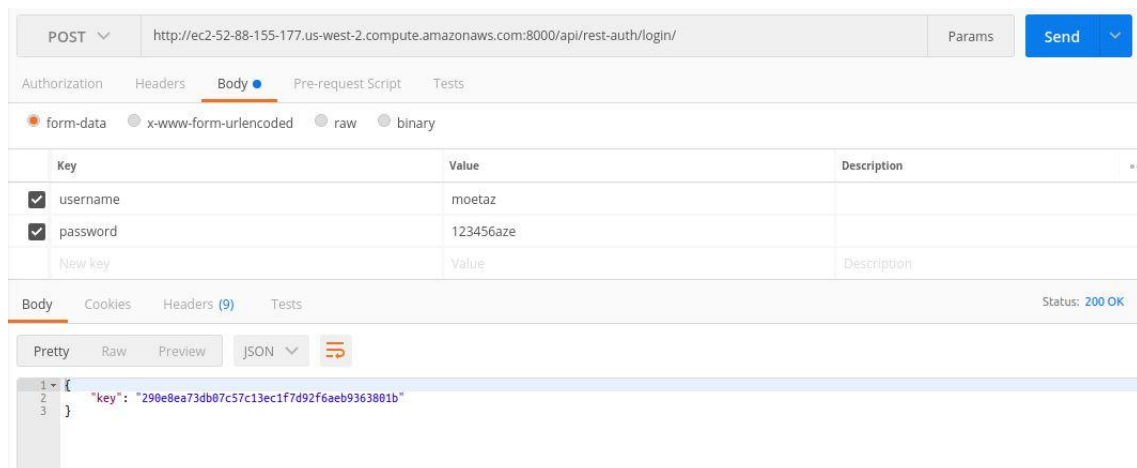 POST http://ec2-52-88-155-177.us-west-2.compute.amazonaws.com:8000/api/rest-auth/login/ Params Send
Authorization Headers Body Pre-request Script Tests
form-data x-www-form-urlencoded raw binary
Key Value Description
username moetaz
password 123456aze
New key Value Description
Body Cookies Headers (9) Tests Status: 200 OK
Pretty Raw Preview JSON
1 {
2 "key": "290e8ea73db07c57c13ec1f7d92f6aeb9363801b"
3 }